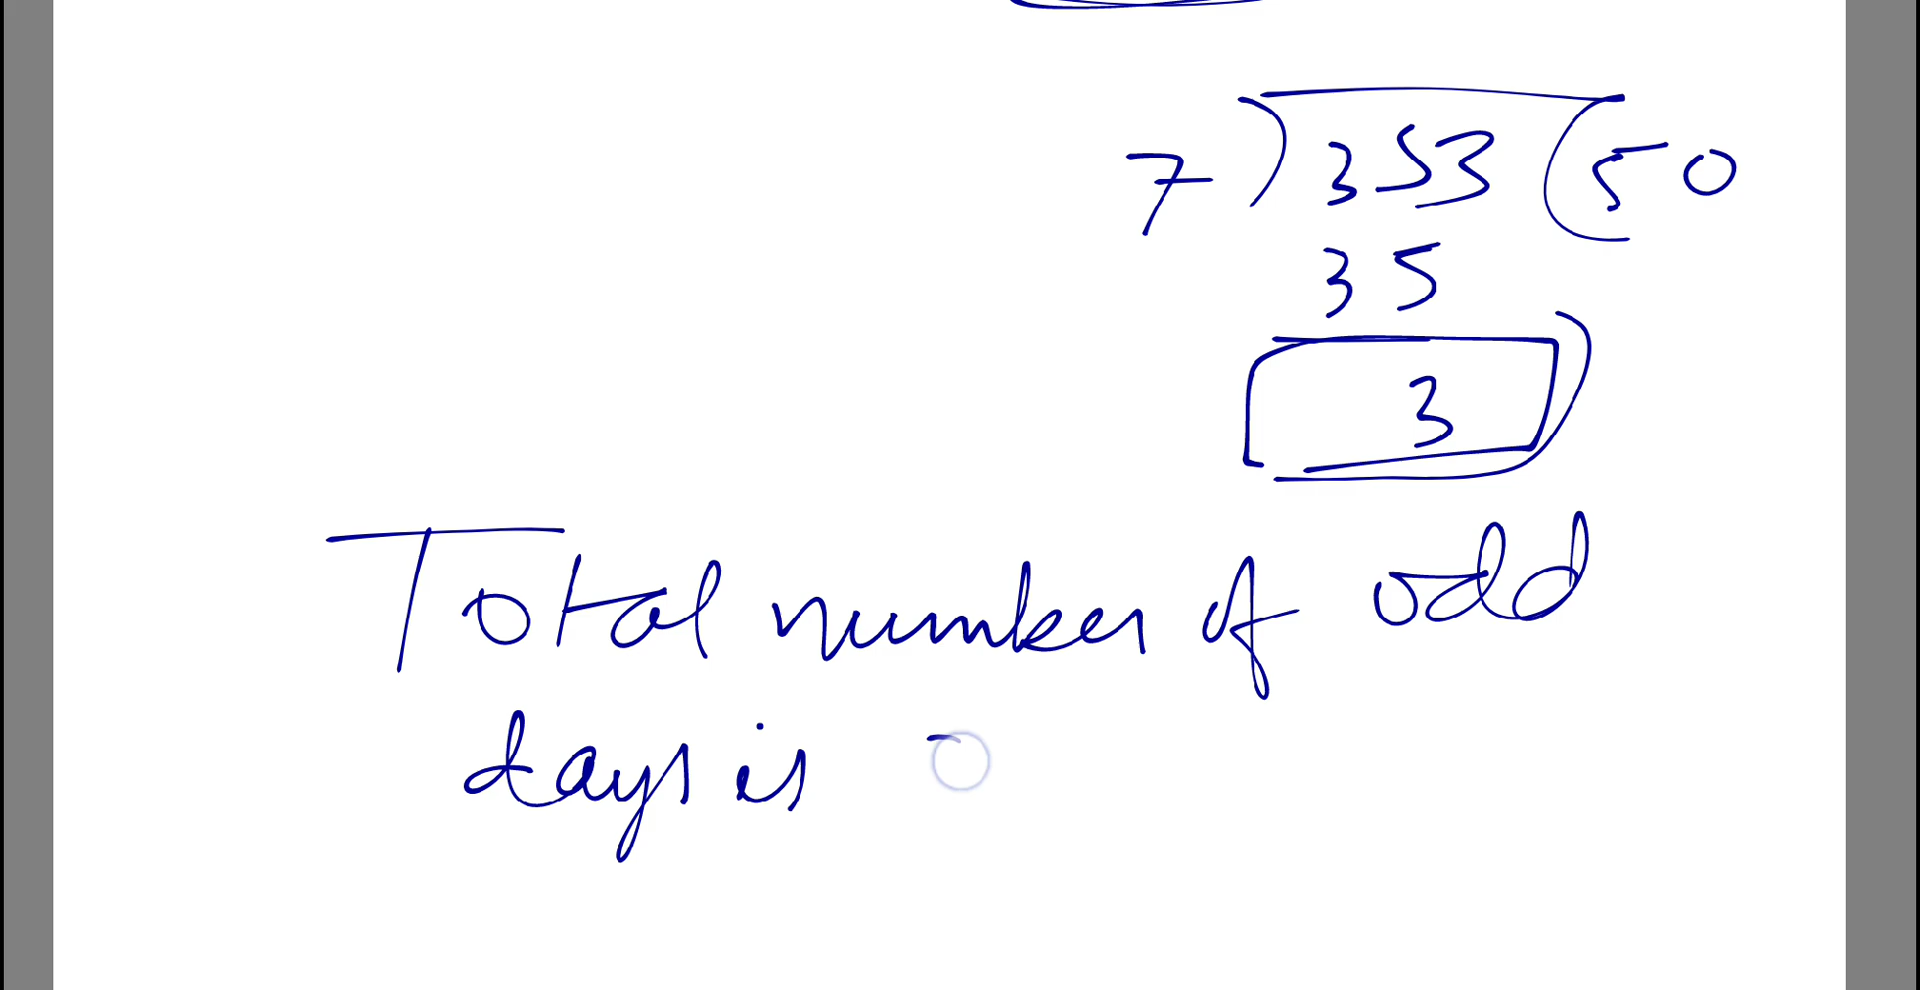 7 ) 353 ( 50
35
3
Total number of odd
days is